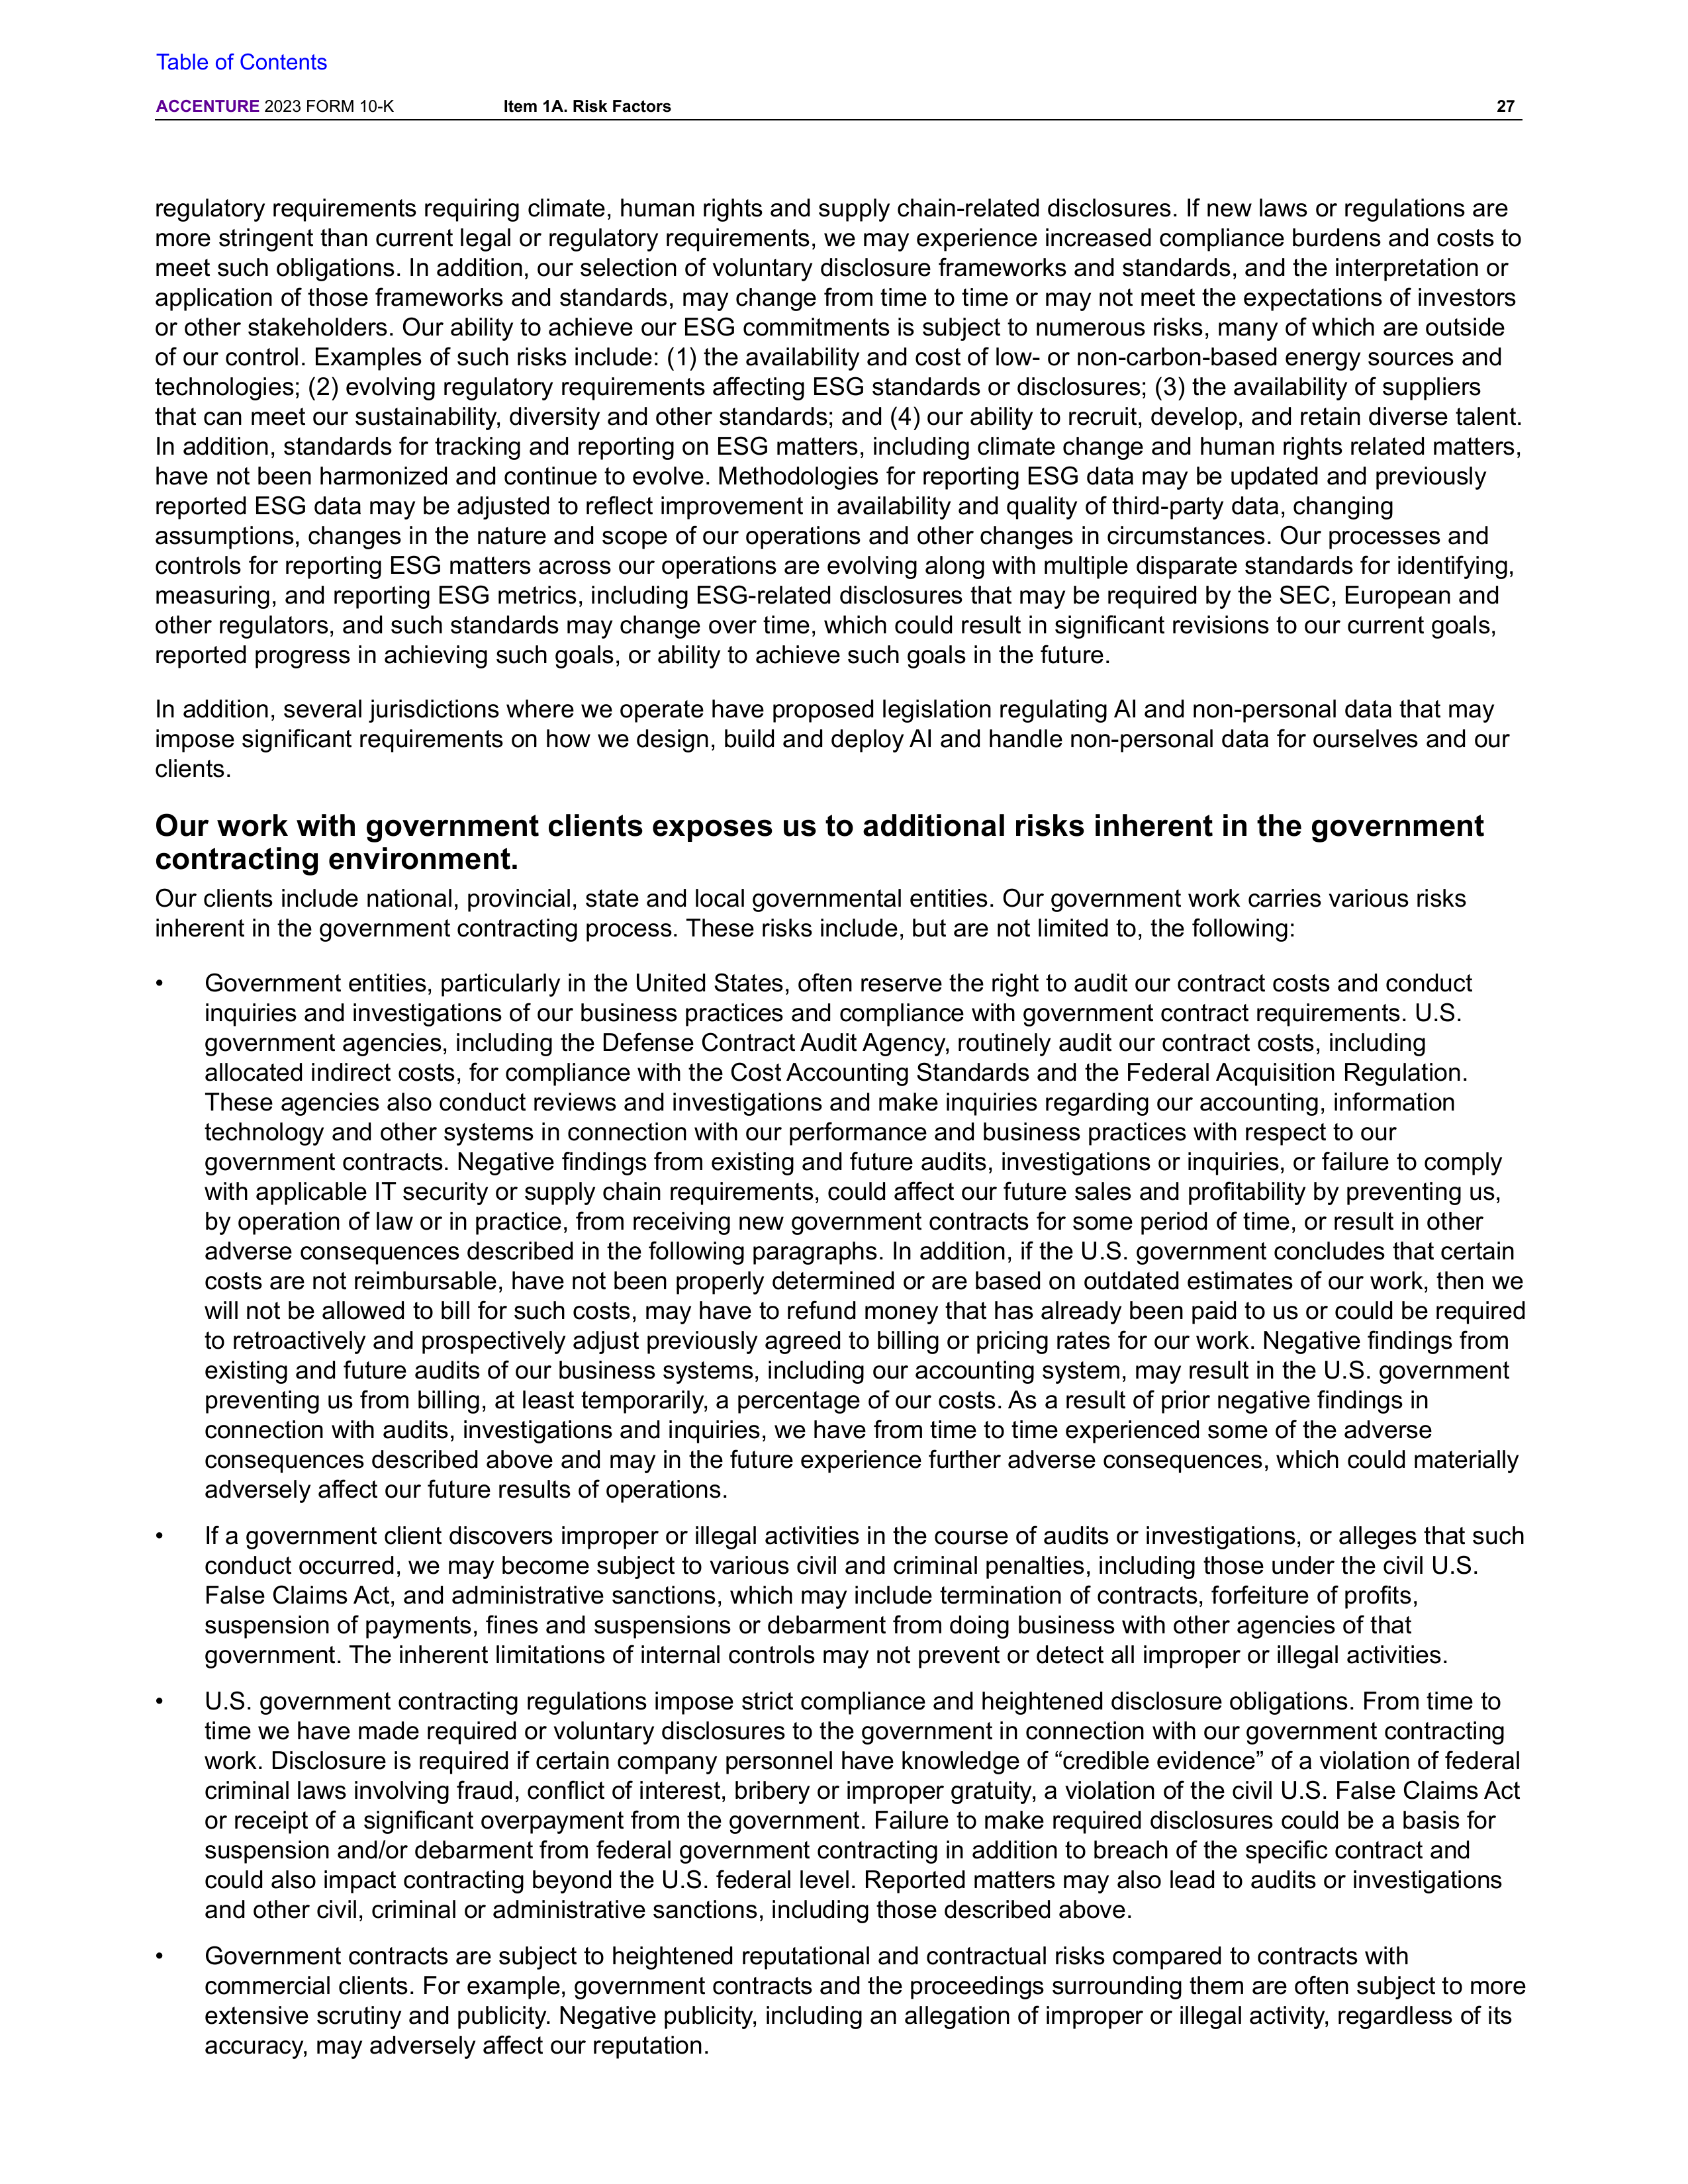 Table of Contents
ACCENTURE 2023 FORM 10-K Item 1A. Risk Factors 27
regulatory requirements requiring climate, human rights and supply chain-related disclosures. If new laws or regulations are
more stringent than current legal or regulatory requirements, we may experience increased compliance burdens and costs to
meet such obligations. In addition, our selection of voluntary disclosure frameworks and standards, and the interpretation or
application of those frameworks and standards, may change from time to time or may not meet the expectations of investors
or other stakeholders. Our ability to achieve our ESG commitments is subject to numerous risks, many of which are outside
of our control. Examples of such risks include: (1) the availability and cost of low- or non-carbon-based energy sources and
technologies; (2) evolving regulatory requirements affecting ESG standards or disclosures; (3) the availability of suppliers
that can meet our sustainability, diversity and other standards; and (4) our ability to recruit, develop, and retain diverse talent.
In addition, standards for tracking and reporting on ESG matters, including climate change and human rights related matters,
have not been harmonized and continue to evolve. Methodologies for reporting ESG data may be updated and previously
reported ESG data may be adjusted to reflect improvement in availability and quality of third-party data, changing
assumptions, changes in the nature and scope of our operations and other changes in circumstances. Our processes and
controls for reporting ESG matters across our operations are evolving along with multiple disparate standards for identifying,
measuring, and reporting ESG metrics, including ESG-related disclosures that may be required by the SEC, European and
other regulators, and such standards may change over time, which could result in significant revisions to our current goals,
reported progress in achieving such goals, or ability to achieve such goals in the future.
In addition, several jurisdictions where we operate have proposed legislation regulating AI and non-personal data that may
impose significant requirements on how we design, build and deploy AI and handle non-personal data for ourselves and our
clients.
Our work with government clients exposes us to additional risks inherent in the government
contracting environment.
Our clients include national, provincial, state and local governmental entities. Our government work carries various risks
inherent in the government contracting process. These risks include, but are not limited to, the following:
• Government entities, particularly in the United States, often reserve the right to audit our contract costs and conduct
inquiries and investigations of our business practices and compliance with government contract requirements. U.S.
government agencies, including the Defense Contract Audit Agency, routinely audit our contract costs, including
allocated indirect costs, for compliance with the Cost Accounting Standards and the Federal Acquisition Regulation.
These agencies also conduct reviews and investigations and make inquiries regarding our accounting, information
technology and other systems in connection with our performance and business practices with respect to our
government contracts. Negative findings from existing and future audits, investigations or inquiries, or failure to comply
with applicable IT security or supply chain requirements, could affect our future sales and profitability by preventing us,
by operation of law or in practice, from receiving new government contracts for some period of time, or result in other
adverse consequences described in the following paragraphs. In addition, if the U.S. government concludes that certain
costs are not reimbursable, have not been properly determined or are based on outdated estimates of our work, then we
will not be allowed to bill for such costs, may have to refund money that has already been paid to us or could be required
to retroactively and prospectively adjust previously agreed to billing or pricing rates for our work. Negative findings from
existing and future audits of our business systems, including our accounting system, may result in the U.S. government
preventing us from billing, at least temporarily, a percentage of our costs. As a result of prior negative findings in
connection with audits, investigations and inquiries, we have from time to time experienced some of the adverse
consequences described above and may in the future experience further adverse consequences, which could materially
adversely affect our future results of operations.
• If a government client discovers improper or illegal activities in the course of audits or investigations, or alleges that such
conduct occurred, we may become subject to various civil and criminal penalties, including those under the civil U.S.
False Claims Act, and administrative sanctions, which may include termination of contracts, forfeiture of profits,
suspension of payments, fines and suspensions or debarment from doing business with other agencies of that
government. The inherent limitations of internal controls may not prevent or detect all improper or illegal activities.
• U.S. government contracting regulations impose strict compliance and heightened disclosure obligations. From time to
time we have made required or voluntary disclosures to the government in connection with our government contracting
work. Disclosure is required if certain company personnel have knowledge of “credible evidence” of a violation of federal
criminal laws involving fraud, conflict of interest, bribery or improper gratuity, a violation of the civil U.S. False Claims Act
or receipt of a significant overpayment from the government. Failure to make required disclosures could be a basis for
suspension and/or debarment from federal government contracting in addition to breach of the specific contract and
could also impact contracting beyond the U.S. federal level. Reported matters may also lead to audits or investigations
and other civil, criminal or administrative sanctions, including those described above.
• Government contracts are subject to heightened reputational and contractual risks compared to contracts with
commercial clients. For example, government contracts and the proceedings surrounding them are often subject to more
extensive scrutiny and publicity. Negative publicity, including an allegation of improper or illegal activity, regardless of its
accuracy, may adversely affect our reputation.